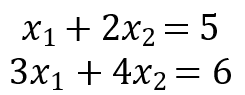 x₁ + 2x₂ = 5
3x₁ + 4x₂ = 6